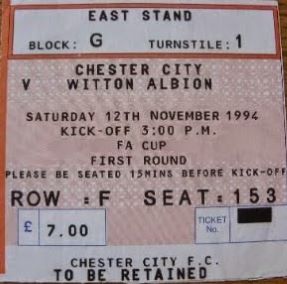 EAST STAND
BLOCK: G TURNSTILE: 1
CHESTER CITY
V WITTON ALBION
SATURDAY 12TH NOVEMBER 1994
KICK-OFF 3:00 P.M.
FA CUP
FIRST ROUND
PLEASE BE SEATED 15MINS BEFORE KICK-OFF
ROW :F SEAT:153
£ 7.00 TICKET No.
CHESTER CITY F.C.
TO BE RETAINED